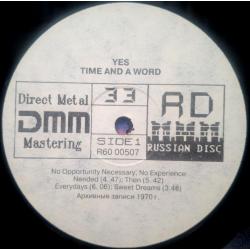 YES
TIME AND A WORD
Direct Metal
DMM
Mastering
33
SIDE 1
R60 00507
RD
RUSSIAN DISC
No Opportunity Necessary, No Experience
Needed (4.47); Then (5.42)
Everydays (6.06); Sweet Dreams (3.48)
Архивные записи 1970 г.